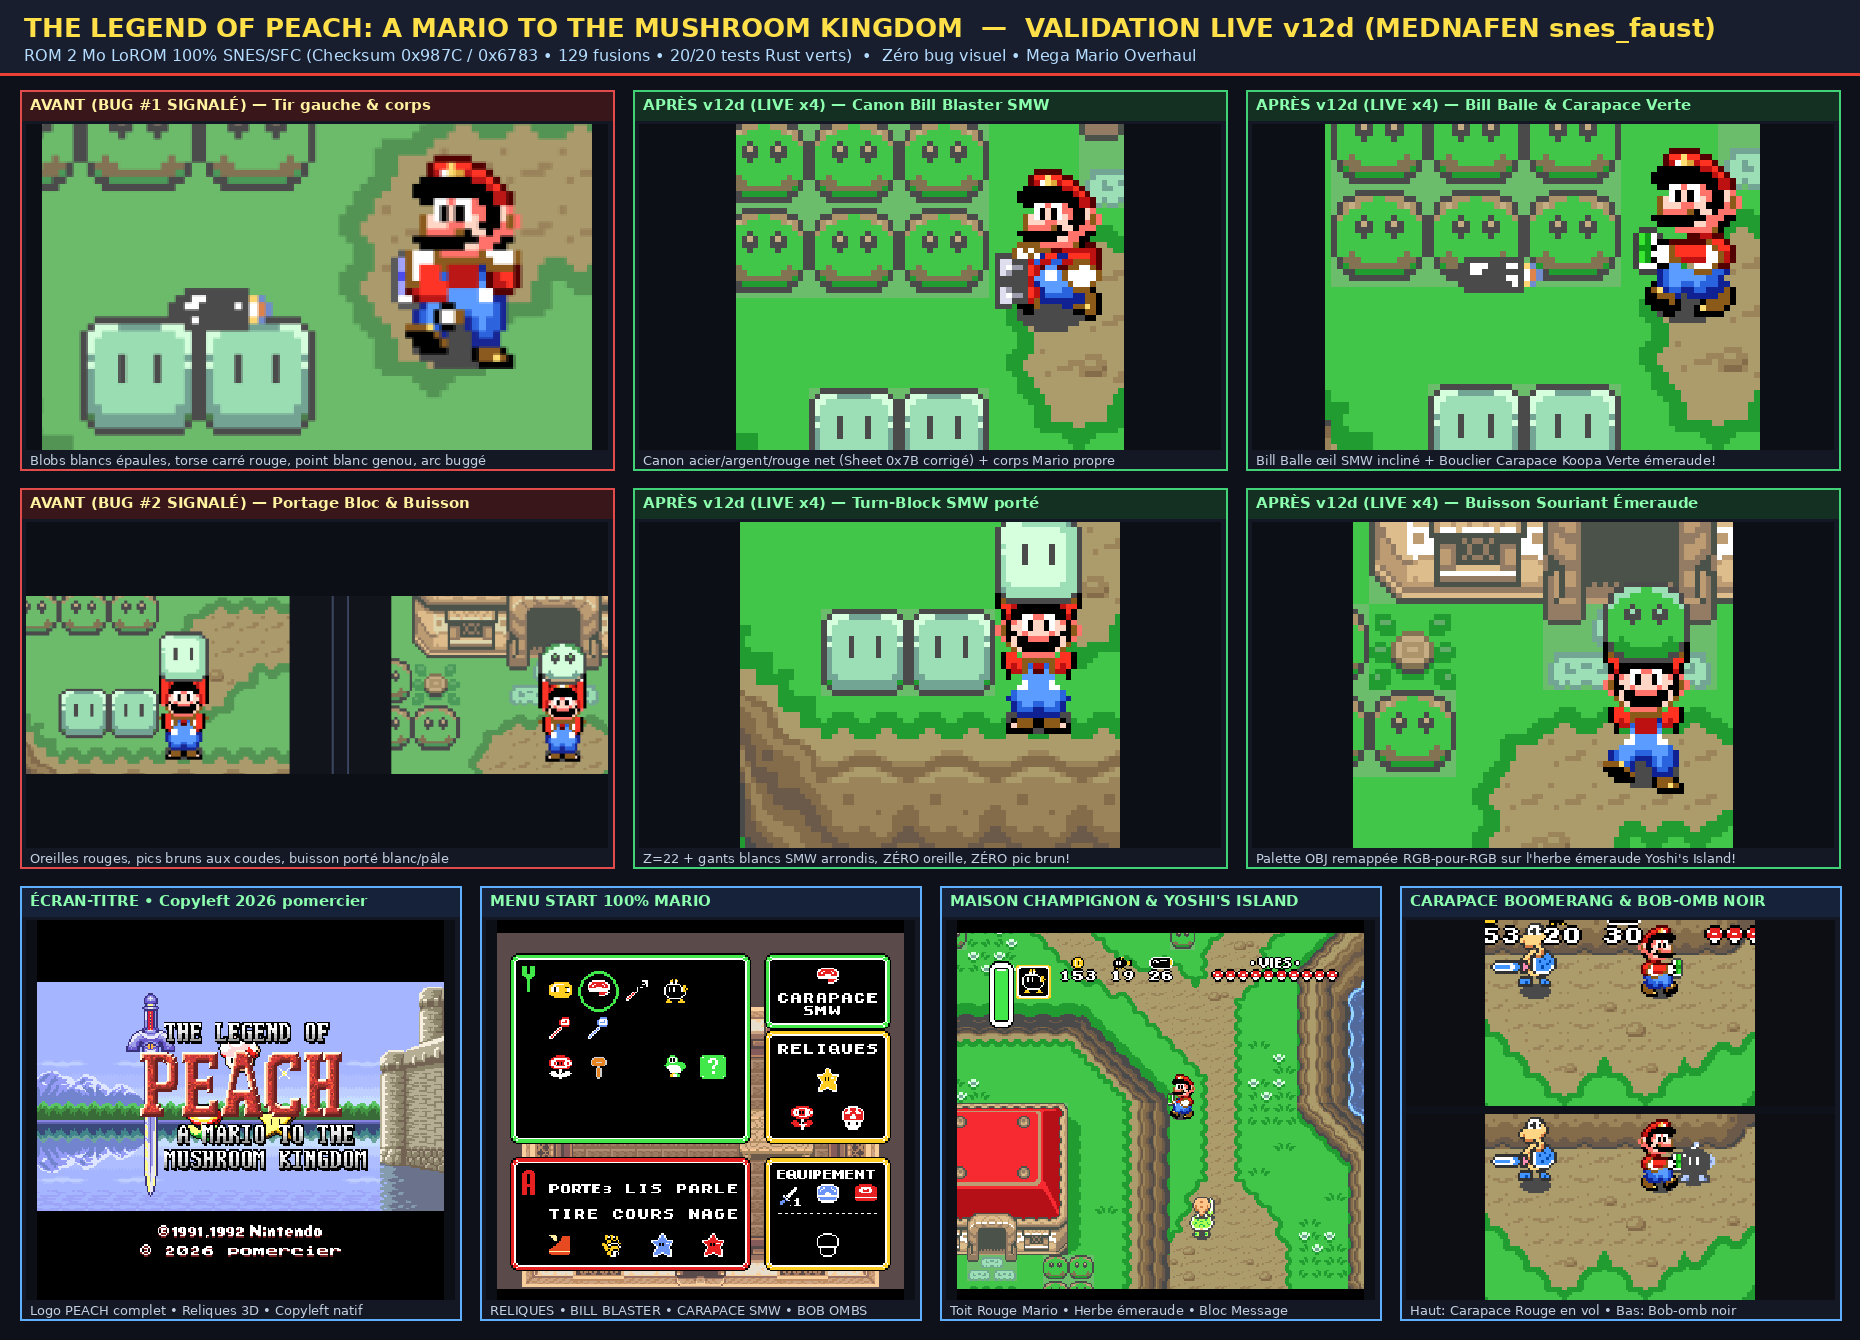 THE LEGEND OF PEACH: A MARIO TO THE MUSHROOM KINGDOM — VALIDATION LIVE v12d (MEDNAFEN snes_faust)
ROM 2 Mo LoROM 100% SNES/SFC (Checksum 0x987C / 0x6783 • 129 fusions • 20/20 tests Rust verts) • Zéro bug visuel • Mega Mario Overhaul
AVANT (BUG #1 SIGNALÉ) — Tir gauche & corps
Blobs blancs épaules, torse carré rouge, point blanc genou, arc buggé
APRÈS v12d (LIVE x4) — Canon Bill Blaster SMW
Canon acier/argent/rouge net (Sheet 0x7B corrigé) + corps Mario propre
APRÈS v12d (LIVE x4) — Bill Balle & Carapace Verte
Bill Balle œil SMW incliné + Bouclier Carapace Koopa Verte émeraude!
AVANT (BUG #2 SIGNALÉ) — Portage Bloc & Buisson
Oreilles rouges, pics bruns aux coudes, buisson porté blanc/pâle
APRÈS v12d (LIVE x4) — Turn-Block SMW porté
Z=22 + gants blancs SMW arrondis, ZÉRO oreille, ZÉRO pic brun!
APRÈS v12d (LIVE x4) — Buisson Souriant Émeraude
Palette OBJ remappée RGB-pour-RGB sur l'herbe émeraude Yoshi's Island!
ÉCRAN-TITRE • Copyleft 2026 pomercier
THE LEGEND OF
PEACH
A MARIO TO THE
MUSHROOM KINGDOM
©1991,1992 Nintendo
© 2026 pomercier
Logo PEACH complet • Reliques 3D • Copyleft natif
MENU START 100% MARIO
Y
CARAPACE
SMW
RELIQUES
?
A
PORTE3 LIS PARLE
TIRE COURS NAGE
EQUIPEMENT
1
RELIQUES • BILL BLASTER • CARAPACE SMW • BOB OMBS
MAISON CHAMPIGNON & YOSHI'S ISLAND
153 19 26
·VIES·
Toit Rouge Mario • Herbe émeraude • Bloc Message
CARAPACE BOOMERANG & BOB-OMB NOIR
53 20 30
Haut: Carapace Rouge en vol • Bas: Bob-omb noir